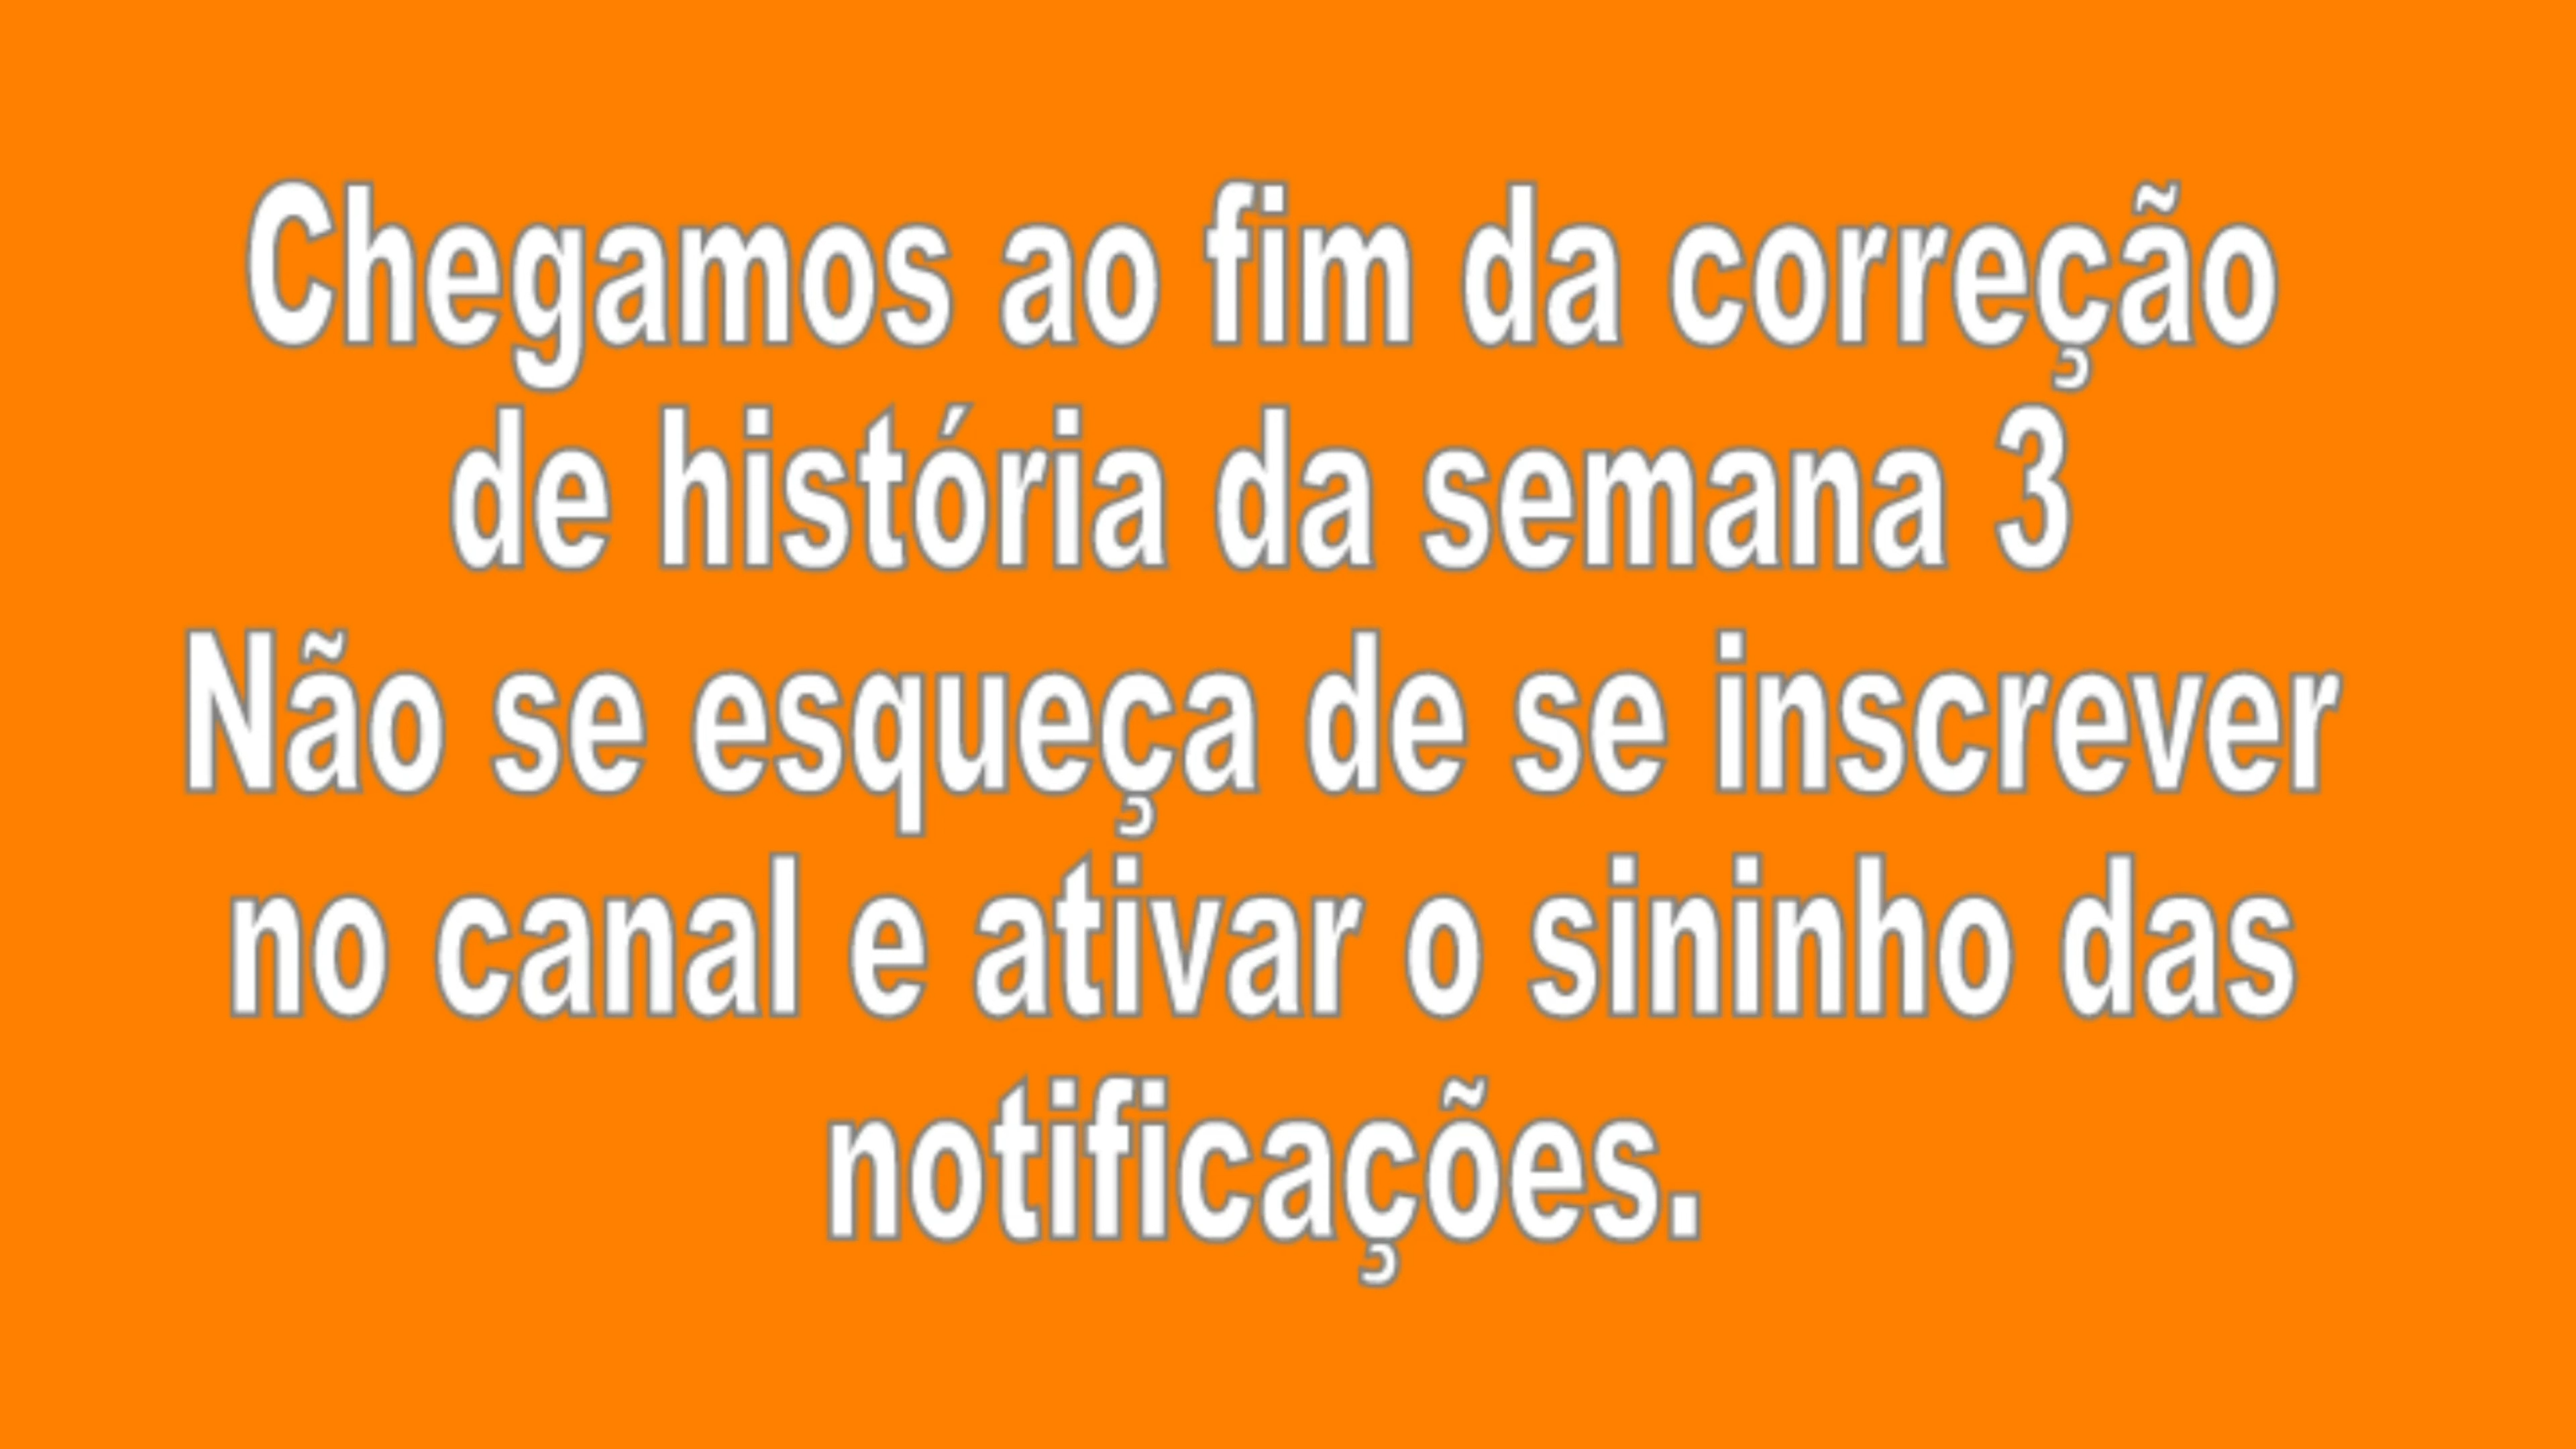 Chegamos ao fim da correção
de história da semana 3
Não se esqueça de se inscrever
no canal e ativar o sininho das
notificações.